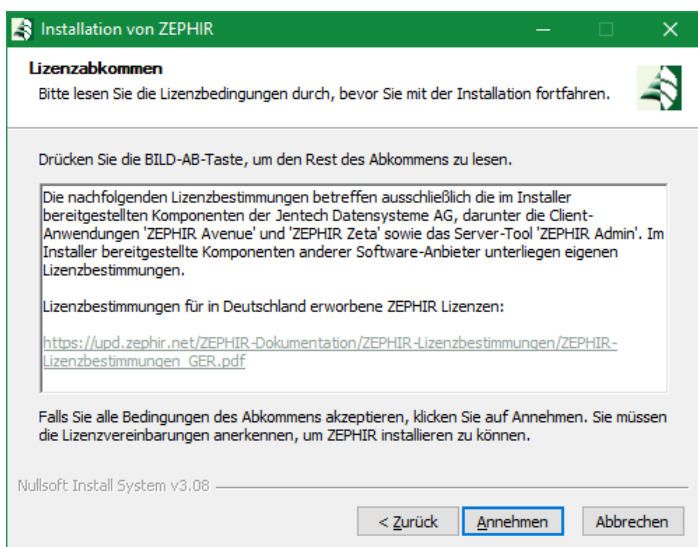 Installation von ZEPHIR
Lizenzabkommen
Bitte lesen Sie die Lizenzbedingungen durch, bevor Sie mit der Installation fortfahren.
Drücken Sie die BILD-AB-Taste, um den Rest des Abkommens zu lesen.
Die nachfolgenden Lizenzbestimmungen betreffen ausschließlich die im Installer
bereitgestellten Komponenten der Jentech Datensysteme AG, darunter die Client-
Anwendungen 'ZEPHIR Avenue' und 'ZEPHIR Zeta' sowie das Server-Tool 'ZEPHIR Admin'. Im
Installer bereitgestellte Komponenten anderer Software-Anbieter unterliegen eigenen
Lizenzbestimmungen.
Lizenzbestimmungen für in Deutschland erworbene ZEPHIR Lizenzen:
https://upd.zephir.net/ZEPHIR-Dokumentation/ZEPHIR-Lizenzbestimmungen/ZEPHIR-
Lizenzbestimmungen_GER.pdf
Falls Sie alle Bedingungen des Abkommens akzeptieren, klicken Sie auf Annehmen. Sie müssen
die Lizenzvereinbarungen anerkennen, um ZEPHIR installieren zu können.
Nullsoft Install System v3.08
< Zurück Annehmen Abbrechen